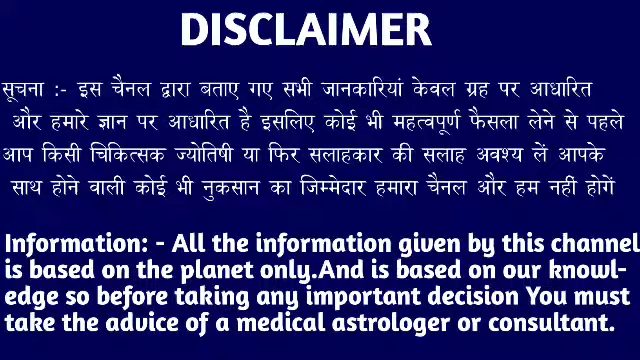 DISCLAIMER
सूचना :- इस चैनल द्वारा बताए गए सभी जानकारियां केवल ग्रह पर आधारित
और हमारे ज्ञान पर आधारित है इसलिए कोई भी महत्वपूर्ण फैसला लेने से पहले
आप किसी चिकित्सक ज्योतिषी या फिर सलाहकार की सलाह अवश्य लें आपके
साथ होने वाली कोई भी नुकसान का जिम्मेदार हमारा चैनल और हम नहीं होगें
Information: - All the information given by this channel
is based on the planet only.And is based on our knowl-
edge so before taking any important decision You must
take the advice of a medical astrologer or consultant.